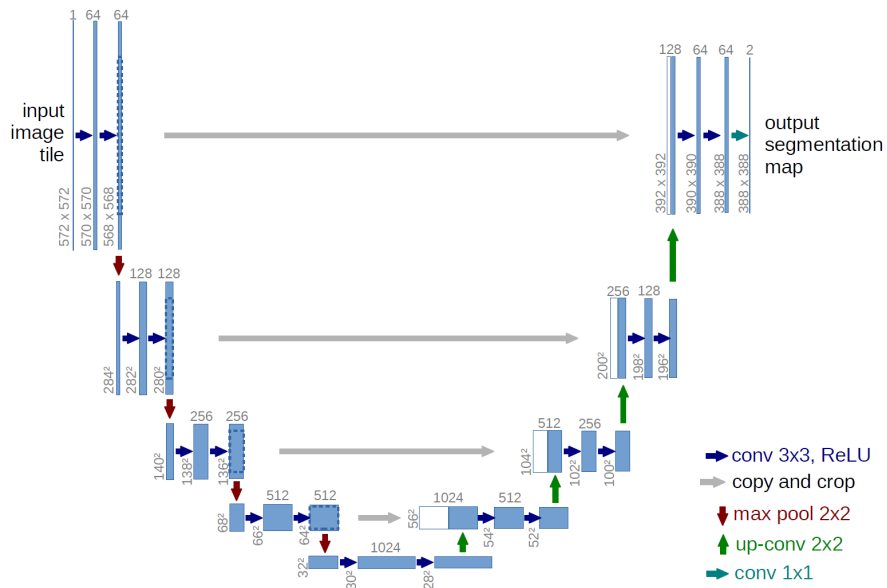 1 64 64
128 64 64 2
input
image
tile
output
segmentation
map
572 x 572
570 x 570
568 x 568
392 x 392
390 x 390
388 x 388
388 x 388
128 128
256 128
284²
282²
280²
200²
198²
196²
256 256
512 256
140²
138²
136²
104²
102²
100²
512 512
1024 512
68²
66²
64²
56²
54²
52²
1024
32²
30²
28²
conv 3x3, ReLU
copy and crop
max pool 2x2
up-conv 2x2
conv 1x1